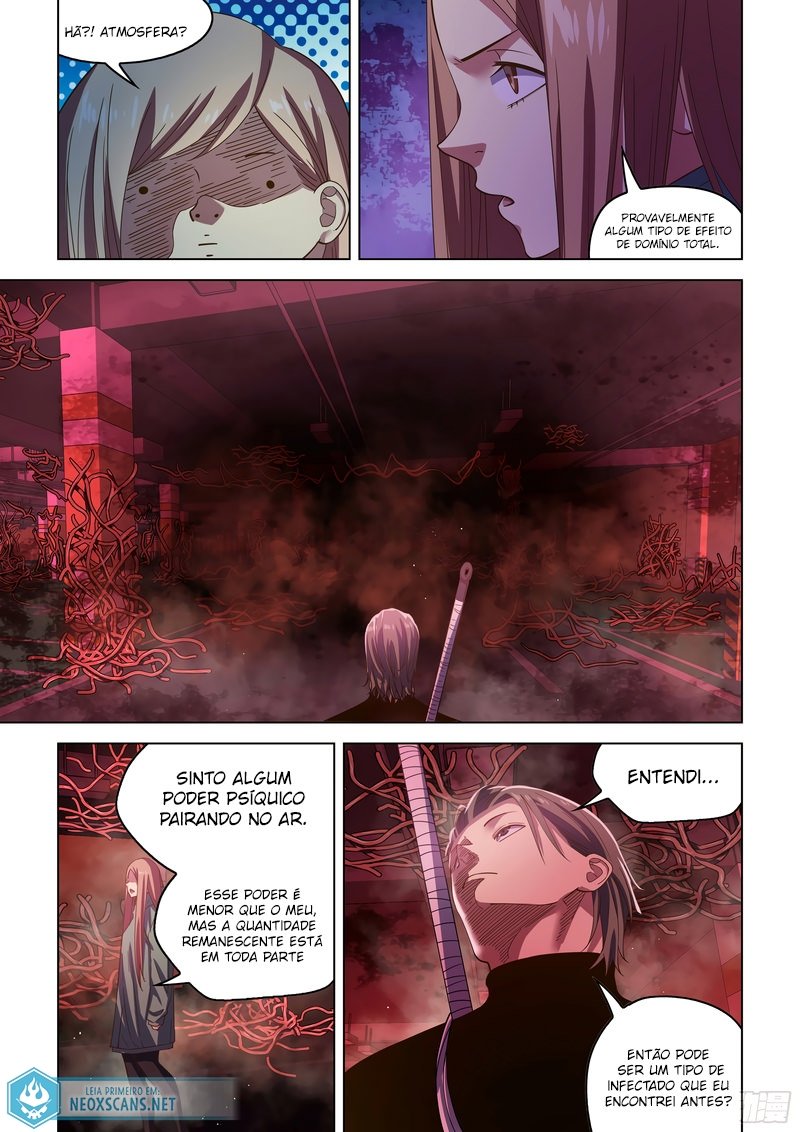 HÃ?! ATMOSFERA?
PROVAVELMENTE
ALGUM TIPO DE EFEITO
DE DOMÍNIO TOTAL.
SINTO ALGUM
PODER PSÍQUICO
PAIRANDO NO AR.
ESSE PODER É
MENOR QUE O MEU,
MAS A QUANTIDADE
REMANESCENTE ESTÁ
EM TODA PARTE
ENTENDI...
ENTÃO PODE
SER UM TIPO DE
INFECTADO QUE EU
ENCONTREI ANTES?
LEIA PRIMEIRO EM:
NEOXSCANS.NET